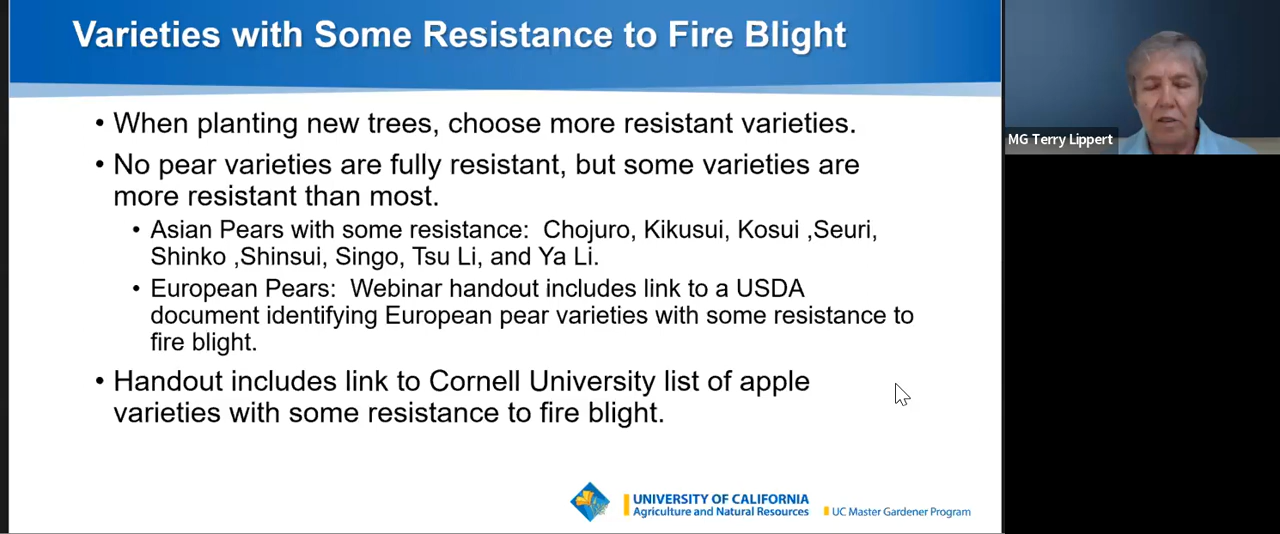 Varieties with Some Resistance to Fire Blight
• When planting new trees, choose more resistant varieties.
• No pear varieties are fully resistant, but some varieties are
more resistant than most.
• Asian Pears with some resistance:  Chojuro, Kikusui, Kosui ,Seuri,
Shinko ,Shinsui, Singo, Tsu Li, and Ya Li.
• European Pears:  Webinar handout includes link to a USDA
document identifying European pear varieties with some resistance to
fire blight.
• Handout includes link to Cornell University list of apple
varieties with some resistance to fire blight.
UNIVERSITY OF CALIFORNIA
Agriculture and Natural Resources
UC Master Gardener Program
MG Terry Lippert